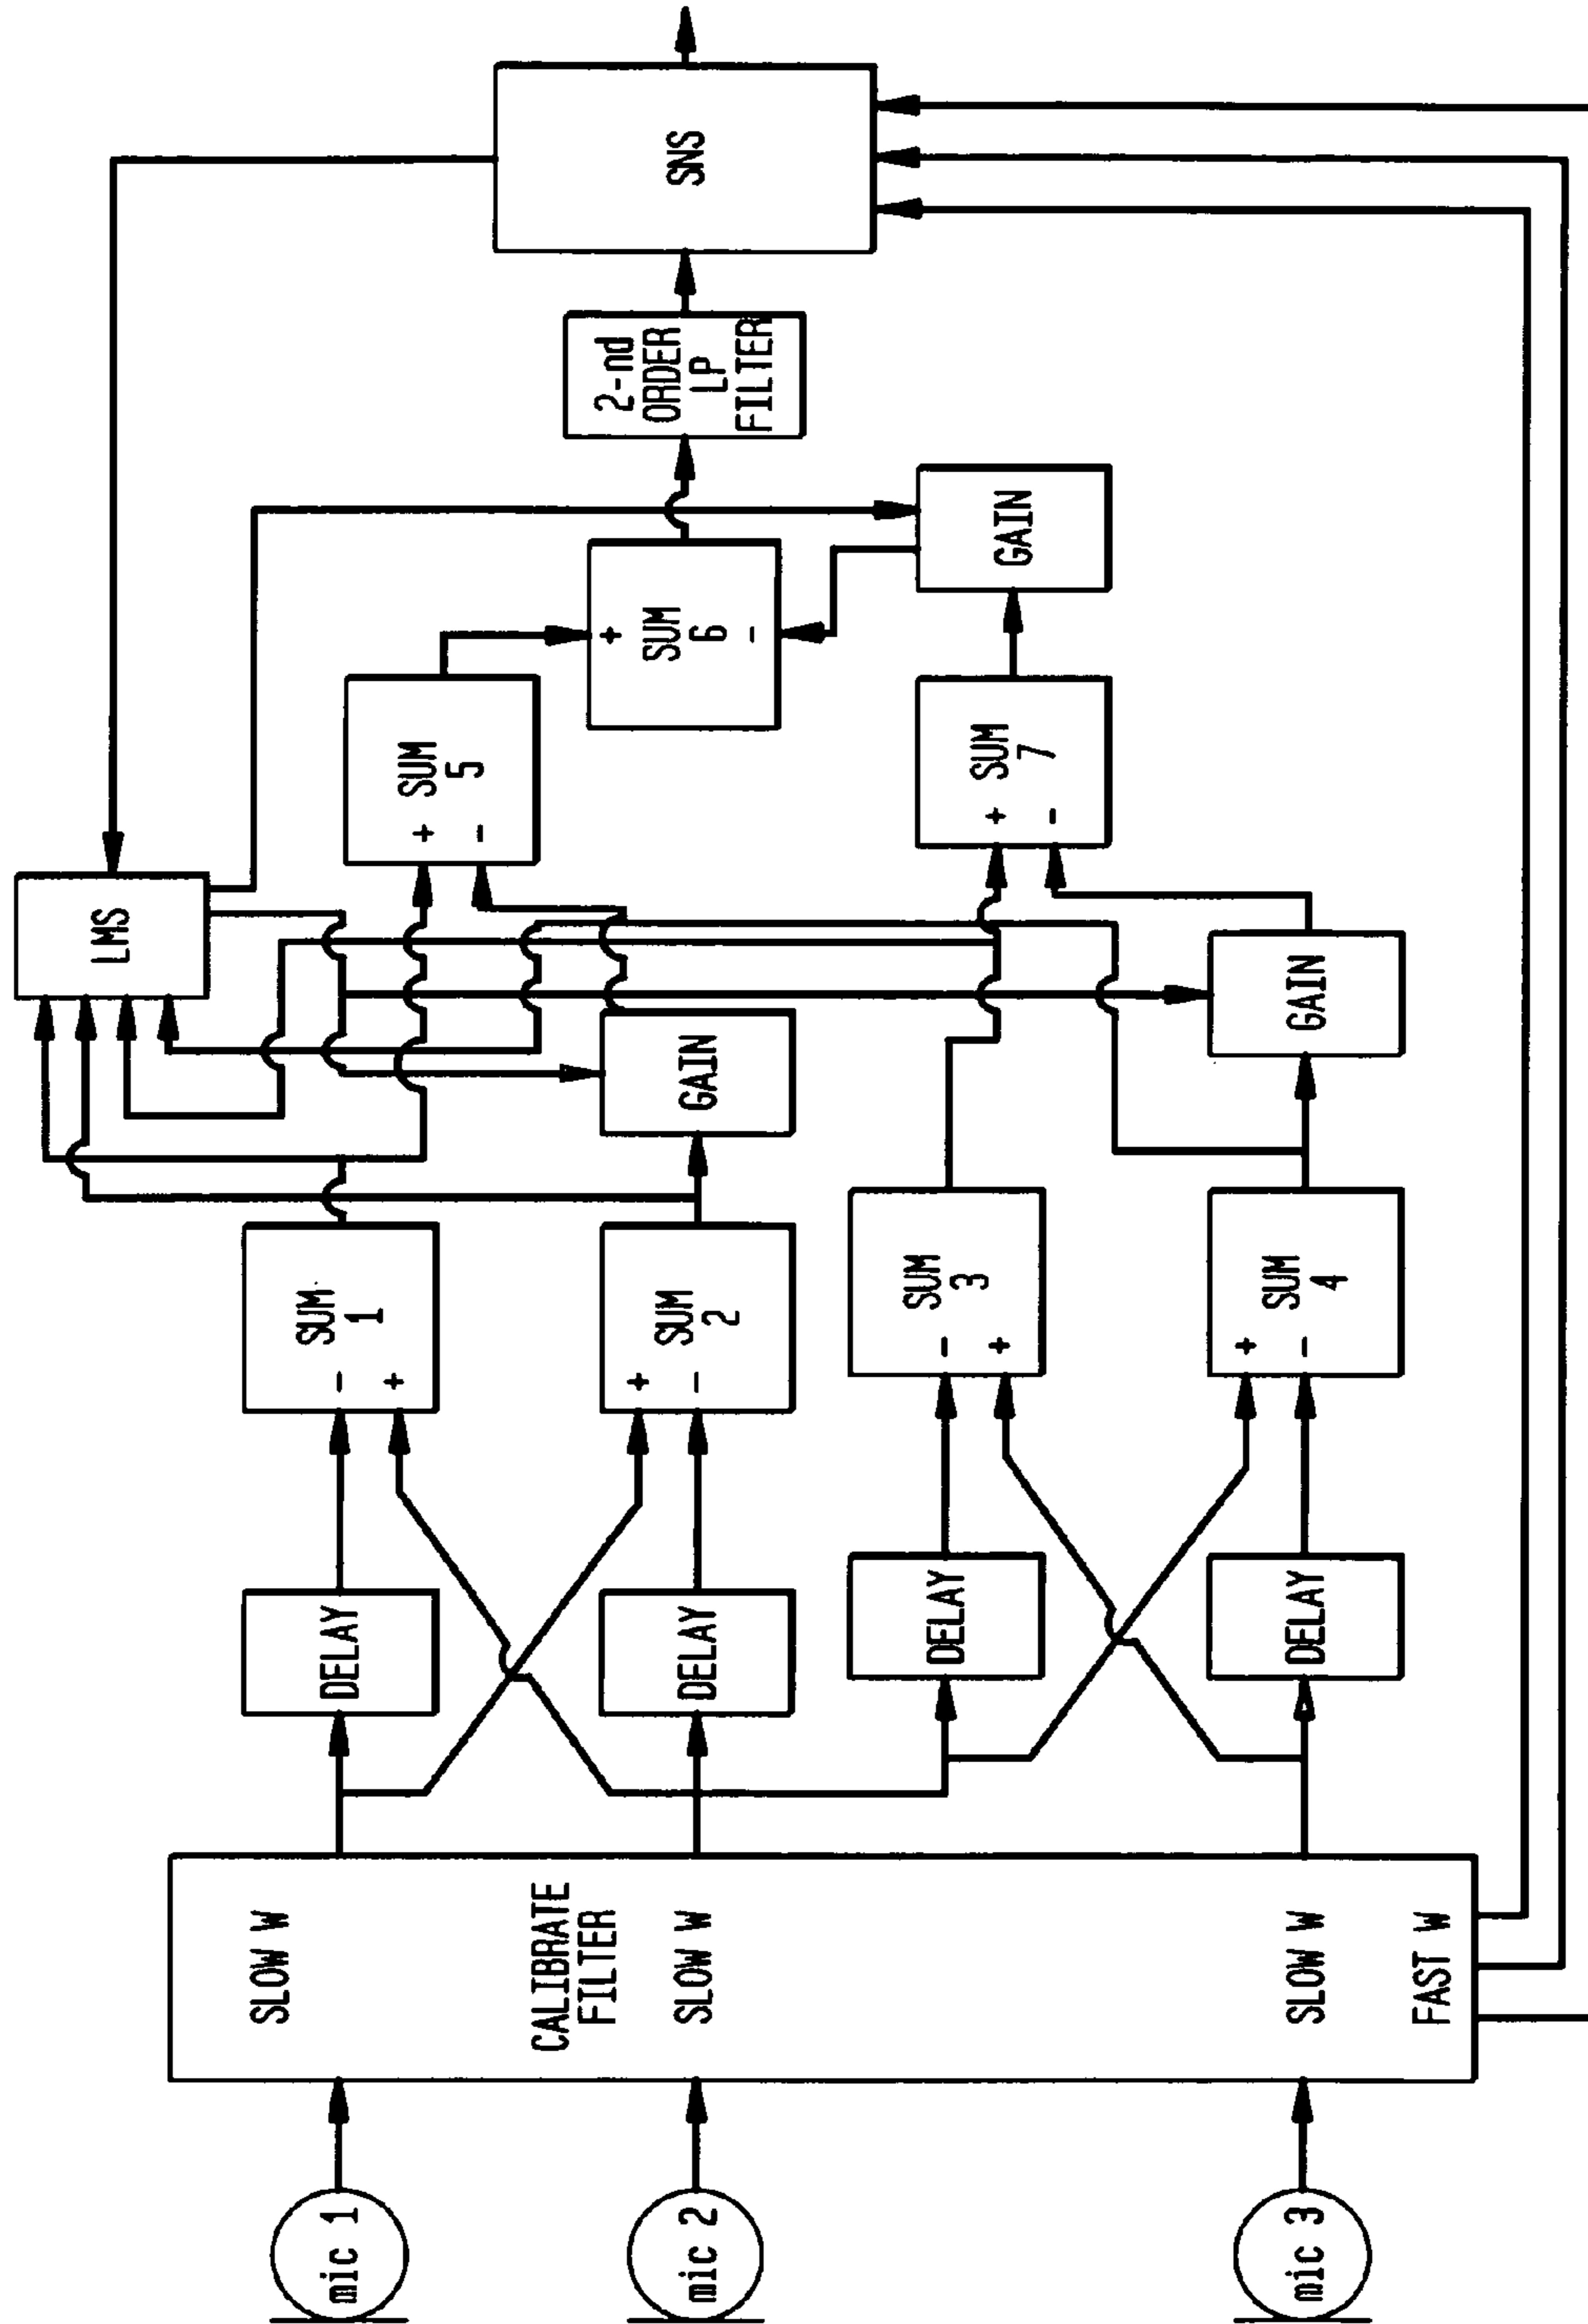 mic 1
mic 2
mic 3
SLOW W
CALIBRATE
FILTER
SLOW W
SLOW W
FAST W
DELAY
DELAY
DELAY
DELAY
- SUM
+ 1
+ SUM
- 2
- SUM
+ 3
+ SUM
- 4
GAIN
GAIN
LMS
+ SUM
- 5
+ SUM
- 7
+
SUM
6
-
GAIN
2-nd
ORDER
LP
FILTER
SNS